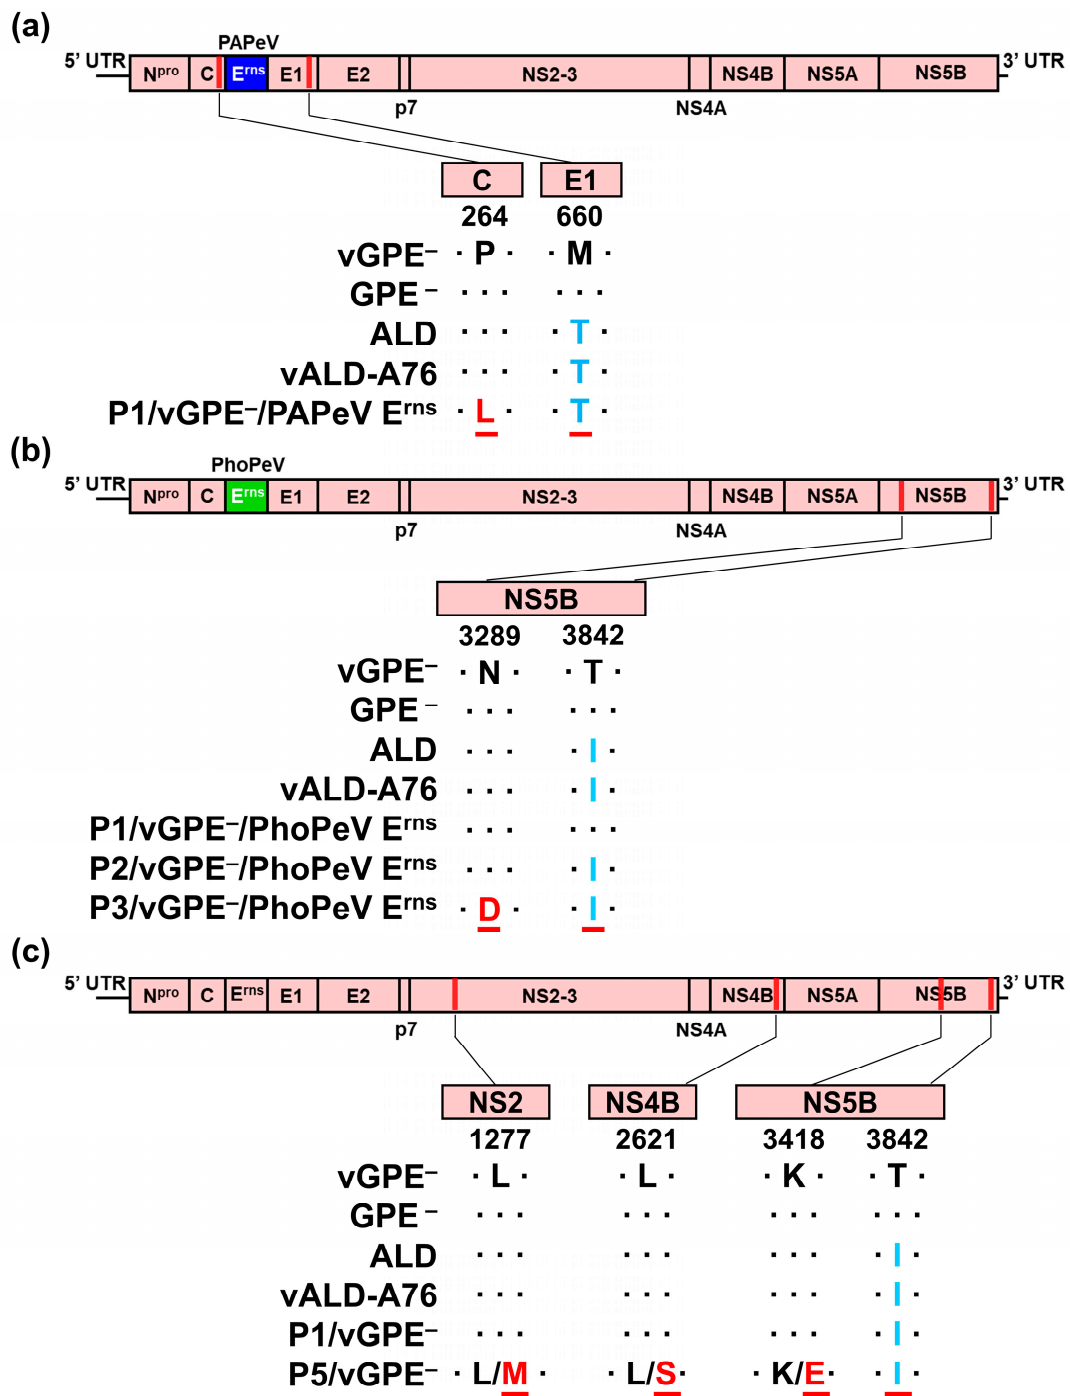 (a)
PAPeV
5’ UTR Npro C Erns E1 E2 NS2-3 NS4B NS5A NS5B 3’ UTR
p7 NS4A
C E1
264 660
vGPE– · P · · M ·
GPE – · · · · · ·
ALD · · · · T ·
vALD-A76 · · · · T ·
P1/vGPE–/PAPeV Erns · L · · T ·
(b)
PhoPeV
5’ UTR Npro C Erns E1 E2 NS2-3 NS4B NS5A NS5B 3’ UTR
p7 NS4A
NS5B
3289 3842
vGPE– · N · · T ·
GPE – · · · · · ·
ALD · · · · I ·
vALD-A76 · · · · I ·
P1/vGPE–/PhoPeV Erns · · · · · ·
P2/vGPE–/PhoPeV Erns · · · · I ·
P3/vGPE–/PhoPeV Erns · D · · I ·
(c)
5’ UTR Npro C Erns E1 E2 NS2-3 NS4B NS5A NS5B 3’ UTR
p7 NS4A
NS2 NS4B NS5B
1277 2621 3418 3842
vGPE– · L · · L · · K · · T ·
GPE – · · · · · · · · · · · ·
ALD · · · · · · · · · · I ·
vALD-A76 · · · · · · · · · · I ·
P1/vGPE– · · · · · · · · · · I ·
P5/vGPE– · L/M · · L/S · · K/E · · I ·